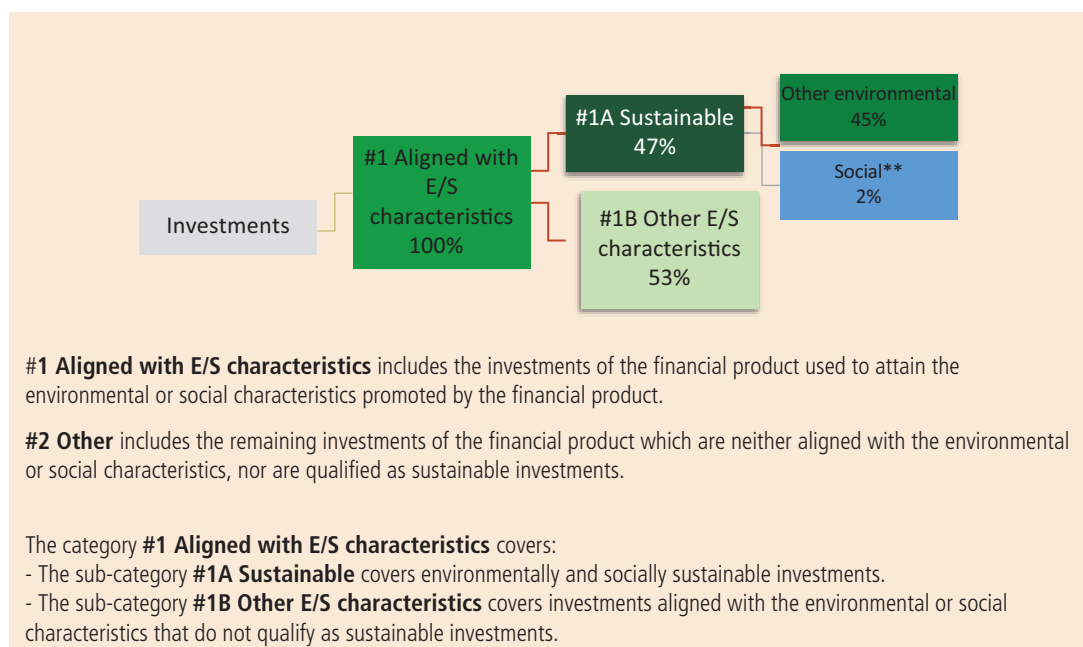 Other environmental
45%
#1A Sustainable
47%
#1 Aligned with
E/S
characteristics
100%
Social**
2%
Investments
#1B Other E/S
characteristics
53%
#1 Aligned with E/S characteristics includes the investments of the financial product used to attain the
environmental or social characteristics promoted by the financial product.
#2 Other includes the remaining investments of the financial product which are neither aligned with the environmental
or social characteristics, nor are qualified as sustainable investments.
The category #1 Aligned with E/S characteristics covers:
- The sub-category #1A Sustainable covers environmentally and socially sustainable investments.
- The sub-category #1B Other E/S characteristics covers investments aligned with the environmental or social
characteristics that do not qualify as sustainable investments.